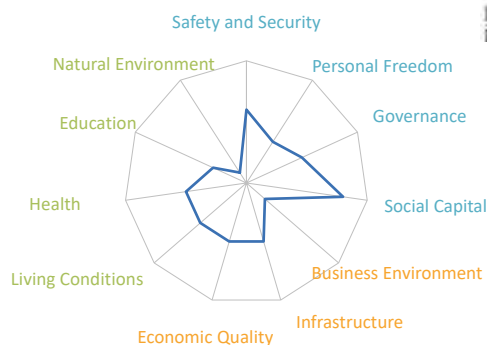 Safety and Security
Natural Environment
Personal Freedom
Education
Governance
Health
Social Capital
Living Conditions
Business Environment
Economic Quality
Infrastructure